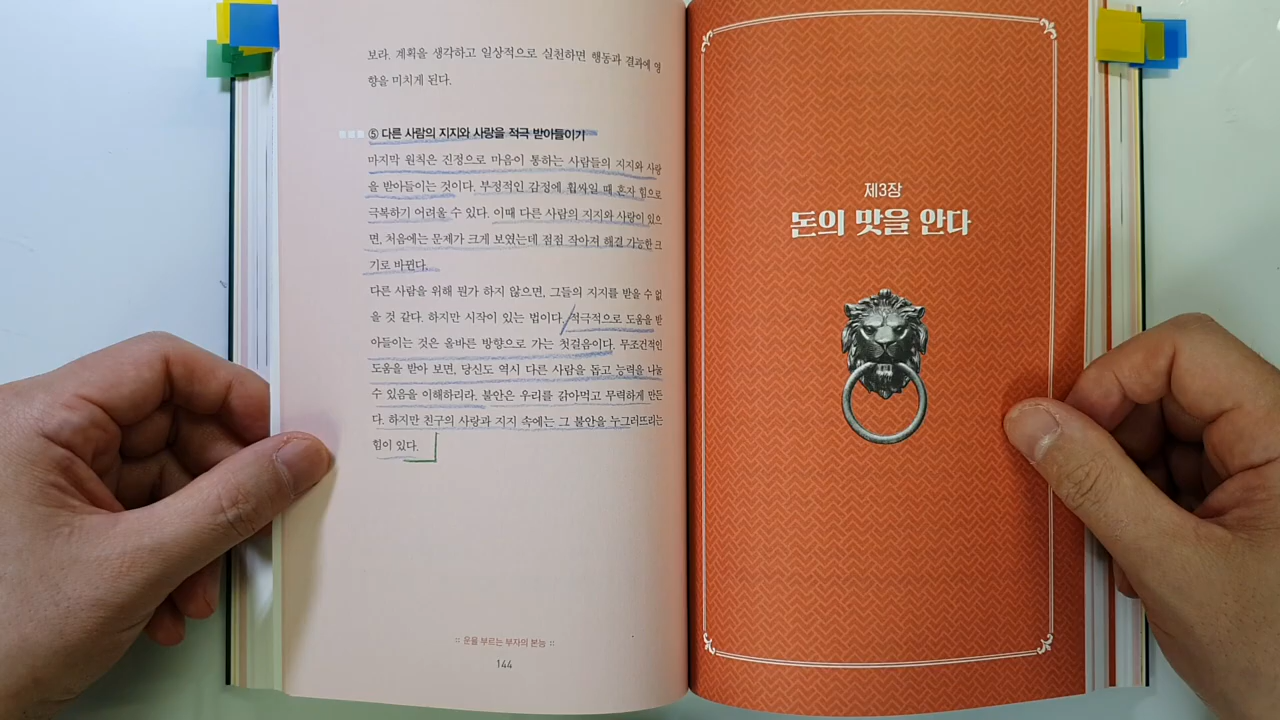 보라. 계획을 생각하고 일상적으로 실천하면 행동과 결과에 영
향을 미치게 된다.
⑤ 다른 사람의 지지와 사랑을 적극 받아들이기
마지막 원칙은 진정으로 마음이 통하는 사람들의 지지와 사랑
을 받아들이는 것이다. 부정적인 감정에 휩싸일 때 혼자 힘으로
극복하기 어려울 수 있다. 이때 다른 사람의 지지와 사랑이 있으
면, 처음에는 문제가 크게 보였는데 점점 작아져 해결 가능한 크
기로 바뀐다.
다른 사람을 위해 뭔가 하지 않으면, 그들의 지지를 받을 수 없
을 것 같다. 하지만 시작이 있는 법이다. 적극적으로 도움을 받
아들이는 것은 올바른 방향으로 가는 첫걸음이다. 무조건적인
도움을 받아 보면, 당신도 역시 다른 사람을 돕고 능력을 나눌
수 있음을 이해하리라. 불안은 우리를 갉아먹고 무력하게 만든
다. 하지만 친구의 사랑과 지지 속에는 그 불안을 누그러뜨리는
힘이 있다.
:: 운을 부르는 부자의 본능 ::
144
제3장
돈의 맛을 안다